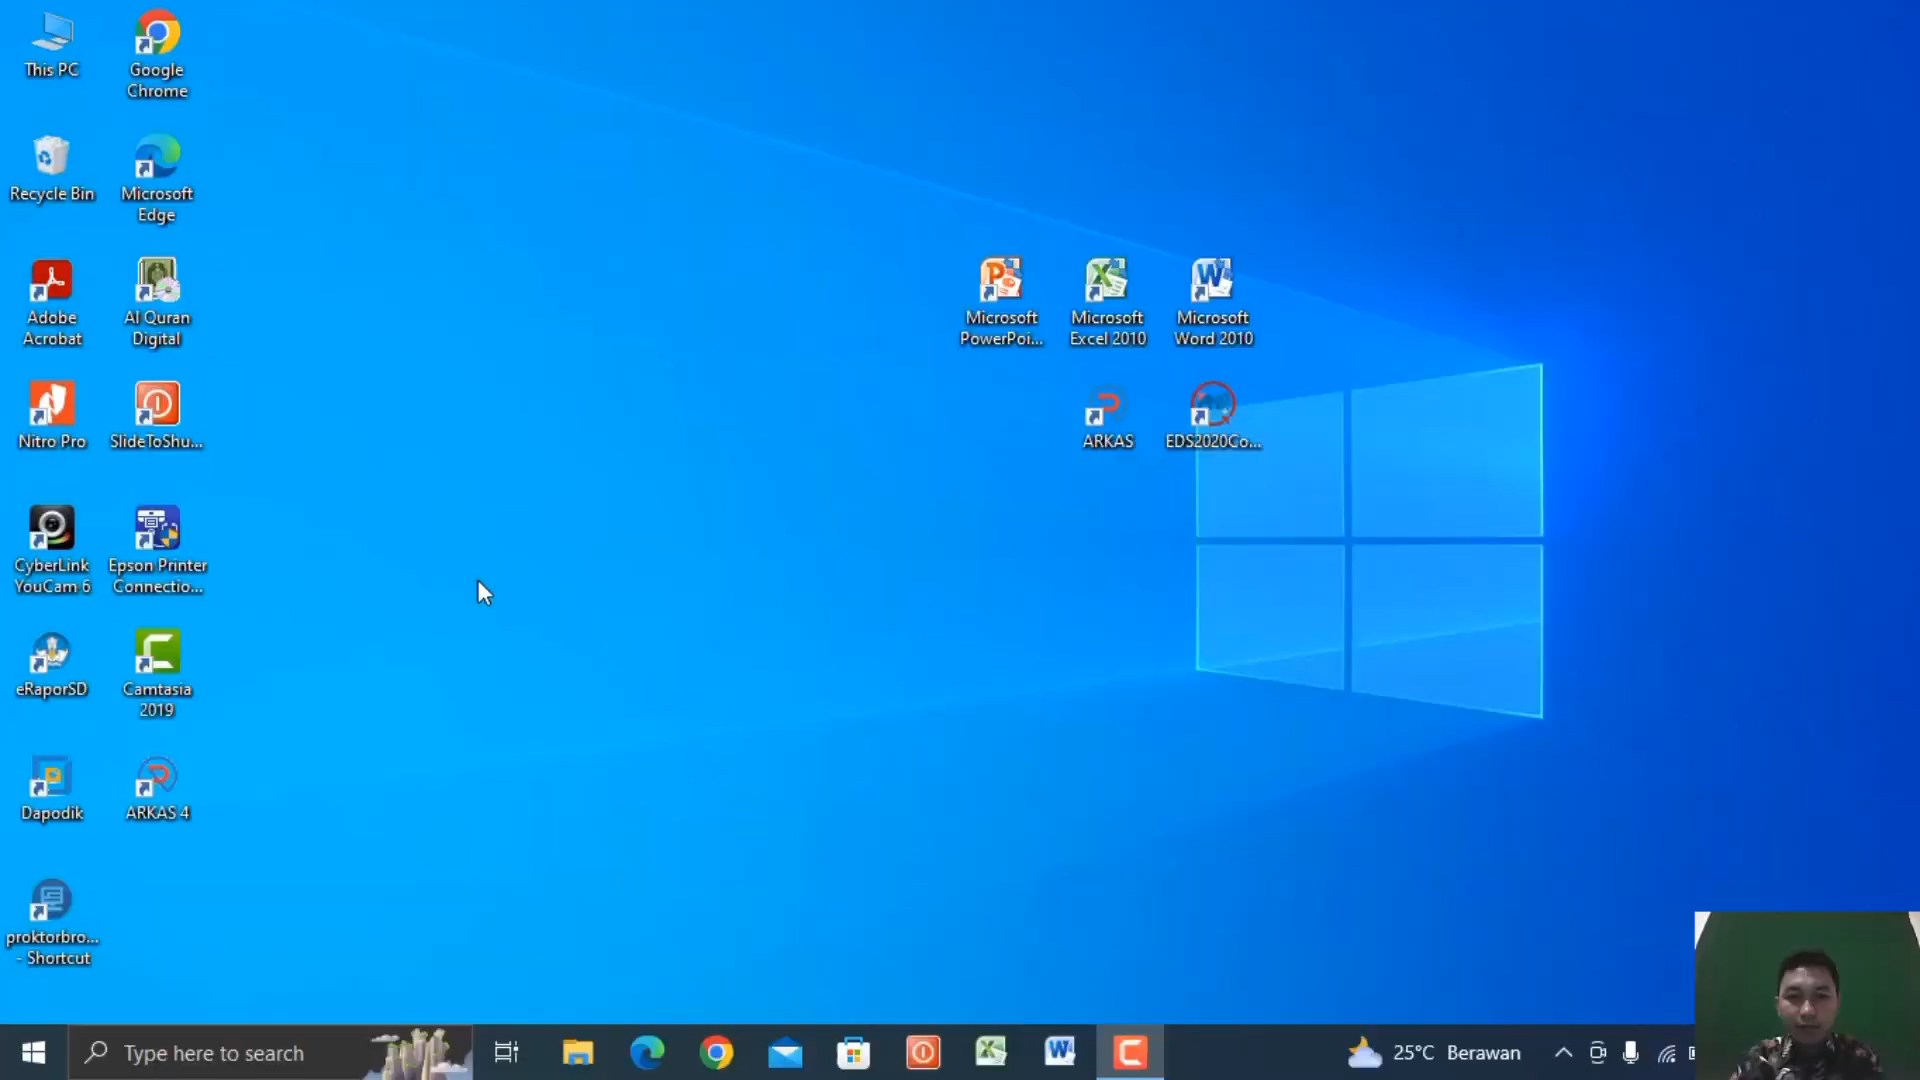 This PC
Google
Chrome
Recycle Bin
Microsoft
Edge
Adobe
Acrobat
Al Quran
Digital
Microsoft
PowerPoi...
Microsoft
Excel 2010
Microsoft
Word 2010
Nitro Pro
SlideToShu...
ARKAS
EDS2020Co...
CyberLink
YouCam 6
Epson Printer
Connectio...
eRaporSD
Camtasia
2019
Dapodik
ARKAS 4
proktorbro...
- Shortcut
Type here to search
25°C Berawan